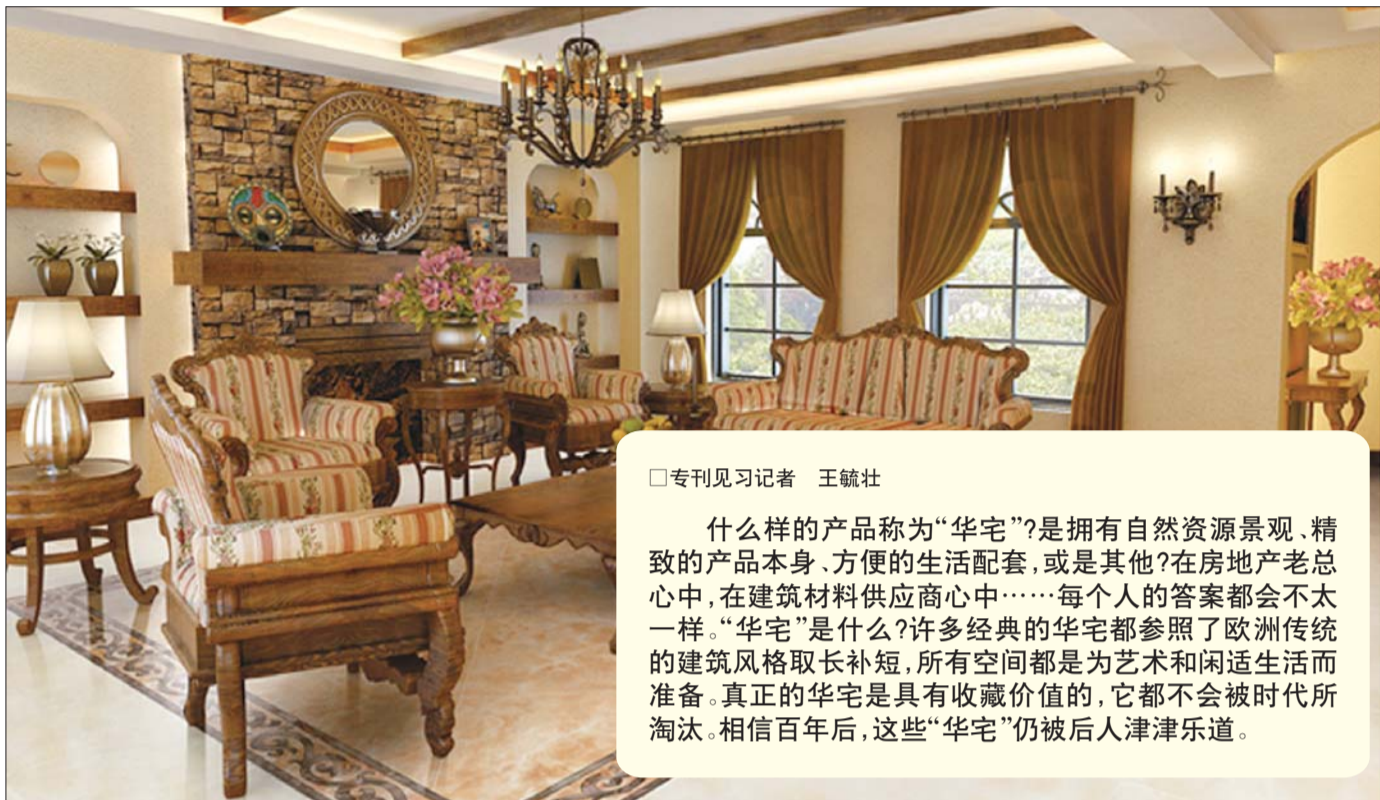 □专刊见习记者　王毓壮
什么样的产品称为“华宅”?是拥有自然资源景观、精
致的产品本身、方便的生活配套,或是其他?在房地产老总
心中,在建筑材料供应商心中……每个人的答案都会不太
一样。“华宅”是什么?许多经典的华宅都参照了欧洲传统
的建筑风格取长补短,所有空间都是为艺术和闲适生活而
准备。真正的华宅是具有收藏价值的,它都不会被时代所
淘汰。相信百年后,这些“华宅”仍被后人津津乐道。